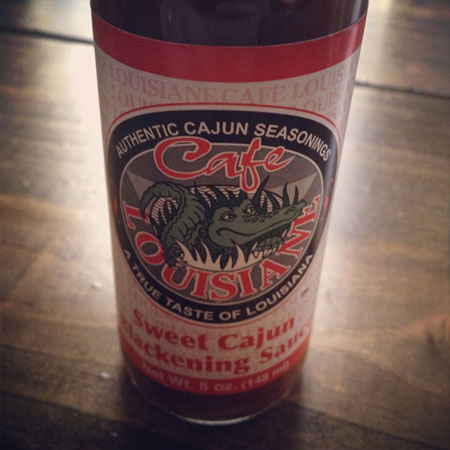 LOUISIANE CAFE LOUIS
AUTHENTIC CAJUN SEASONINGS
Cafe
LOUISIANE
A TRUE TASTE OF LOUISIANA
TM
Sweet Cajun
Blackening Sauce
Net Wt. 5 oz. (148 ml)